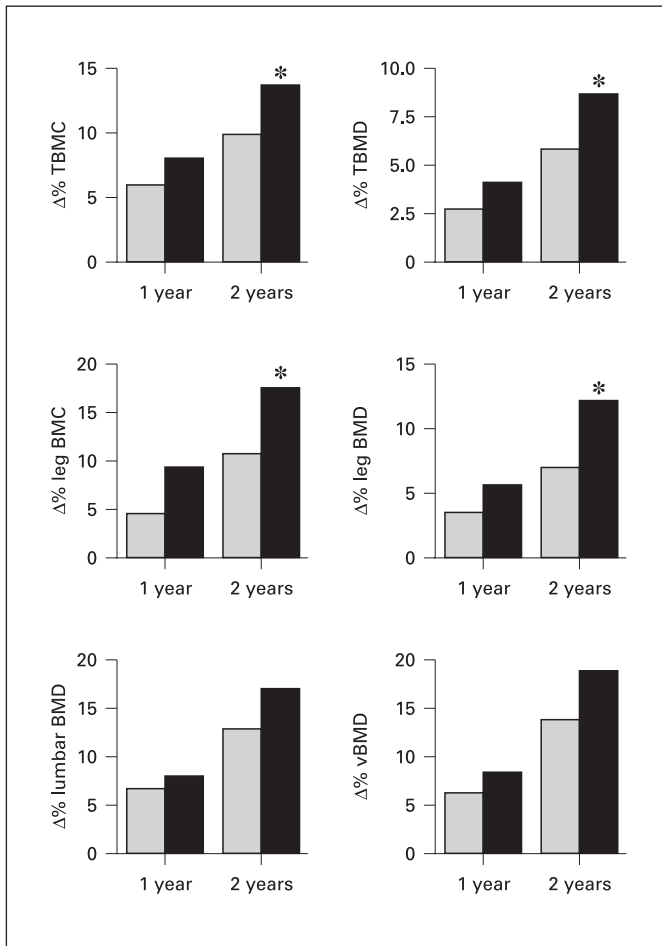 Δ% TBMC
15
10
5
0
*
1 year
2 years
Δ% TBMD
10.0
7.5
5.0
2.5
0
*
1 year
2 years
Δ% leg BMC
20
15
10
5
0
*
1 year
2 years
Δ% leg BMD
15
10
5
0
*
1 year
2 years
Δ% lumbar BMD
20
15
10
5
0
1 year
2 years
Δ% vBMD
20
15
10
5
0
1 year
2 years